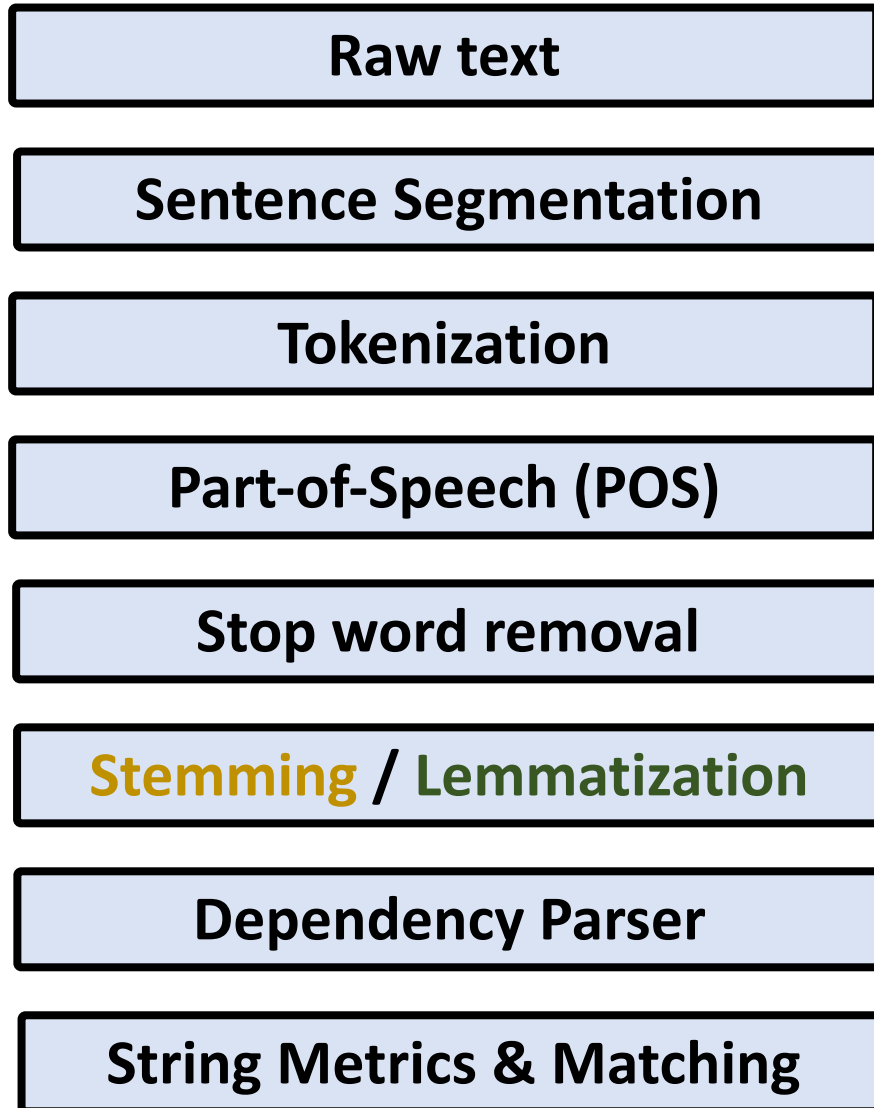 Raw text
Sentence Segmentation
Tokenization
Part-of-Speech (POS)
Stop word removal
Stemming / Lemmatization
Dependency Parser
String Metrics & Matching